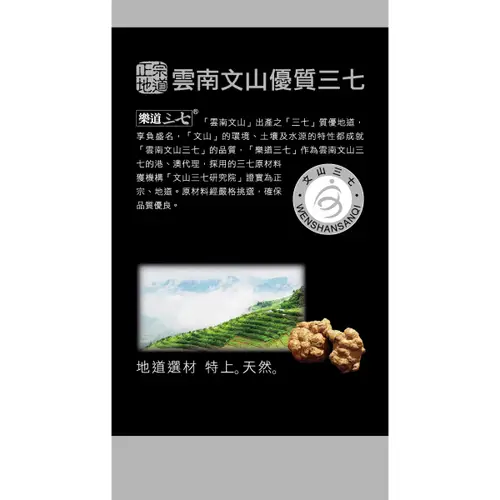 正宗地道 雲南文山優質三七
樂道三七® 「雲南文山」出產之「三七」質優地道，
享負盛名，「文山」的環境、土壤及水源的特性都成就
「雲南文山三七」的品質。「樂道三七」作為雲南文山三
七的港、澳代理，採用的三七原材料
獲機構「文山三七研究院」證實為正
宗、地道。原材料經嚴格挑選，確保
品質優良。
·文山三七·
WENSHANSANQI
地道選材 特上。天然。